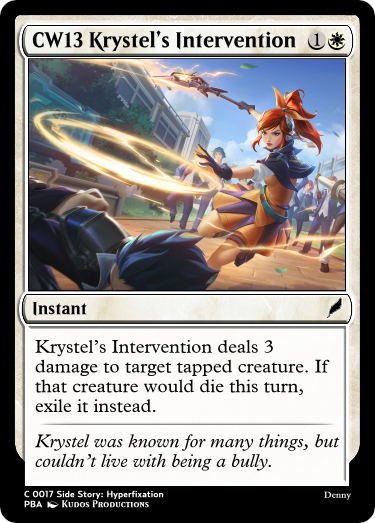 CW13 Krystel's Intervention 1
Instant
Krystel's Intervention deals 3
damage to target tapped creature. If
that creature would die this turn,
exile it instead.
Krystel was known for many things, but
couldn't live with being a bully.
C 0017 Side Story: Hyperfixation
Denny
PBA Kudos Productions